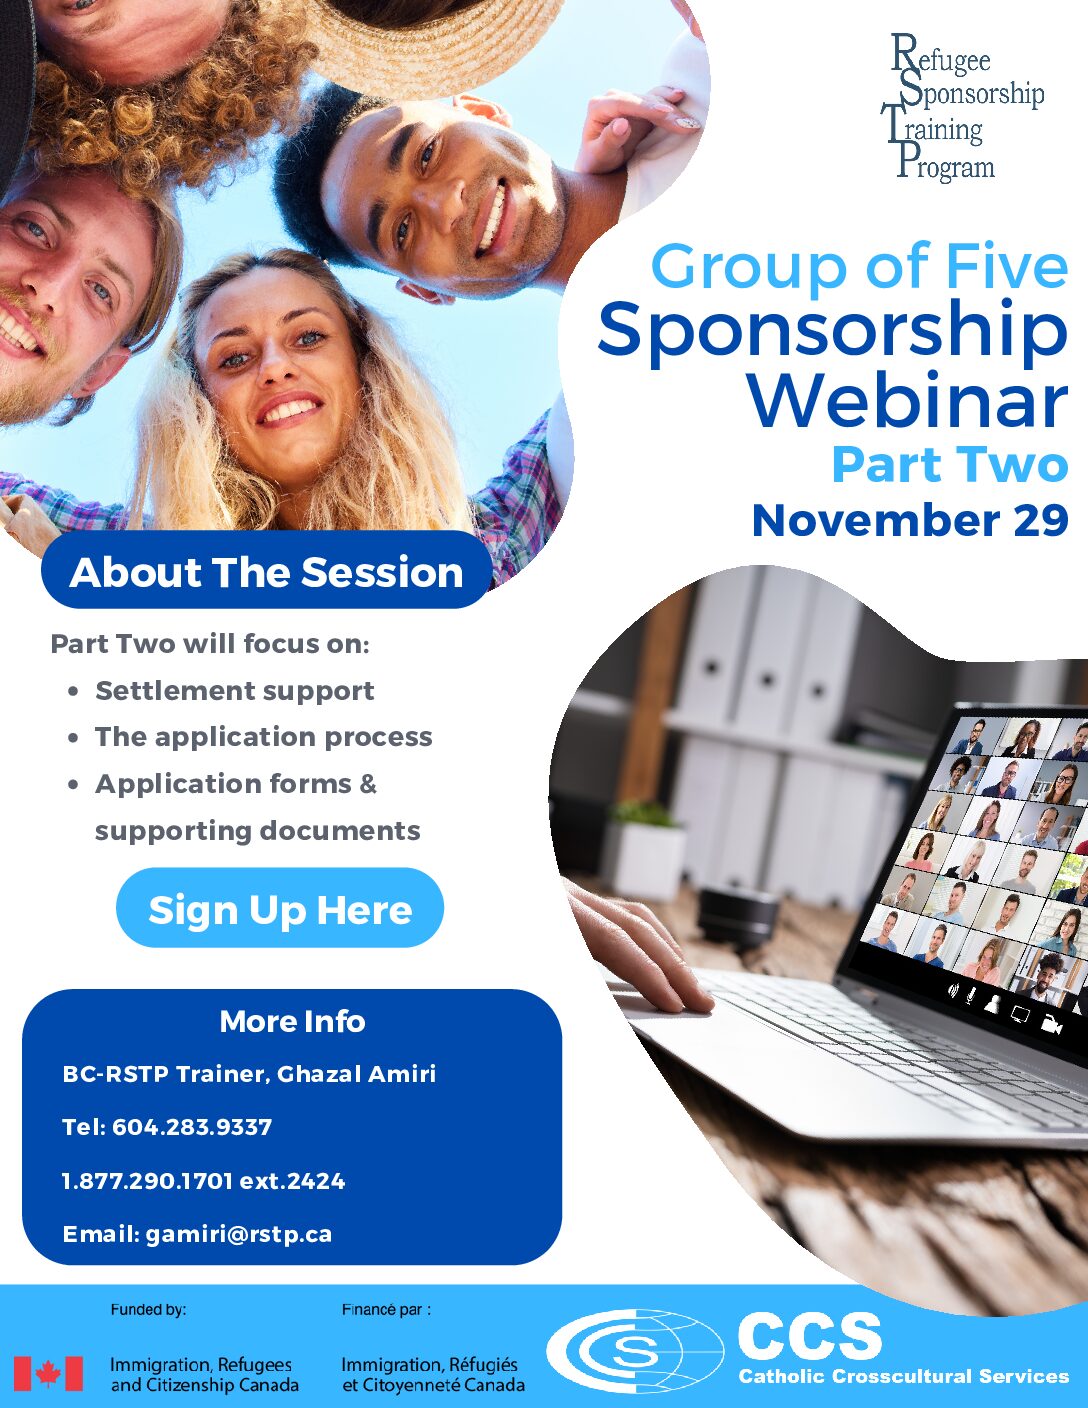 Refugee
Sponsorship
Training
Program
Group of Five
Sponsorship
Webinar
Part Two
November 29
About The Session
Part Two will focus on:
• Settlement support
• The application process
• Application forms &
supporting documents
Sign Up Here
More Info
BC-RSTP Trainer, Ghazal Amiri
Tel: 604.283.9337
1.877.290.1701 ext.2424
Email: gamiri@rstp.ca
Funded by:
Immigration, Refugees
and Citizenship Canada
Financé par :
Immigration, Réfugiés
et Citoyenneté Canada
CCS
CCS
Catholic Crosscultural Services